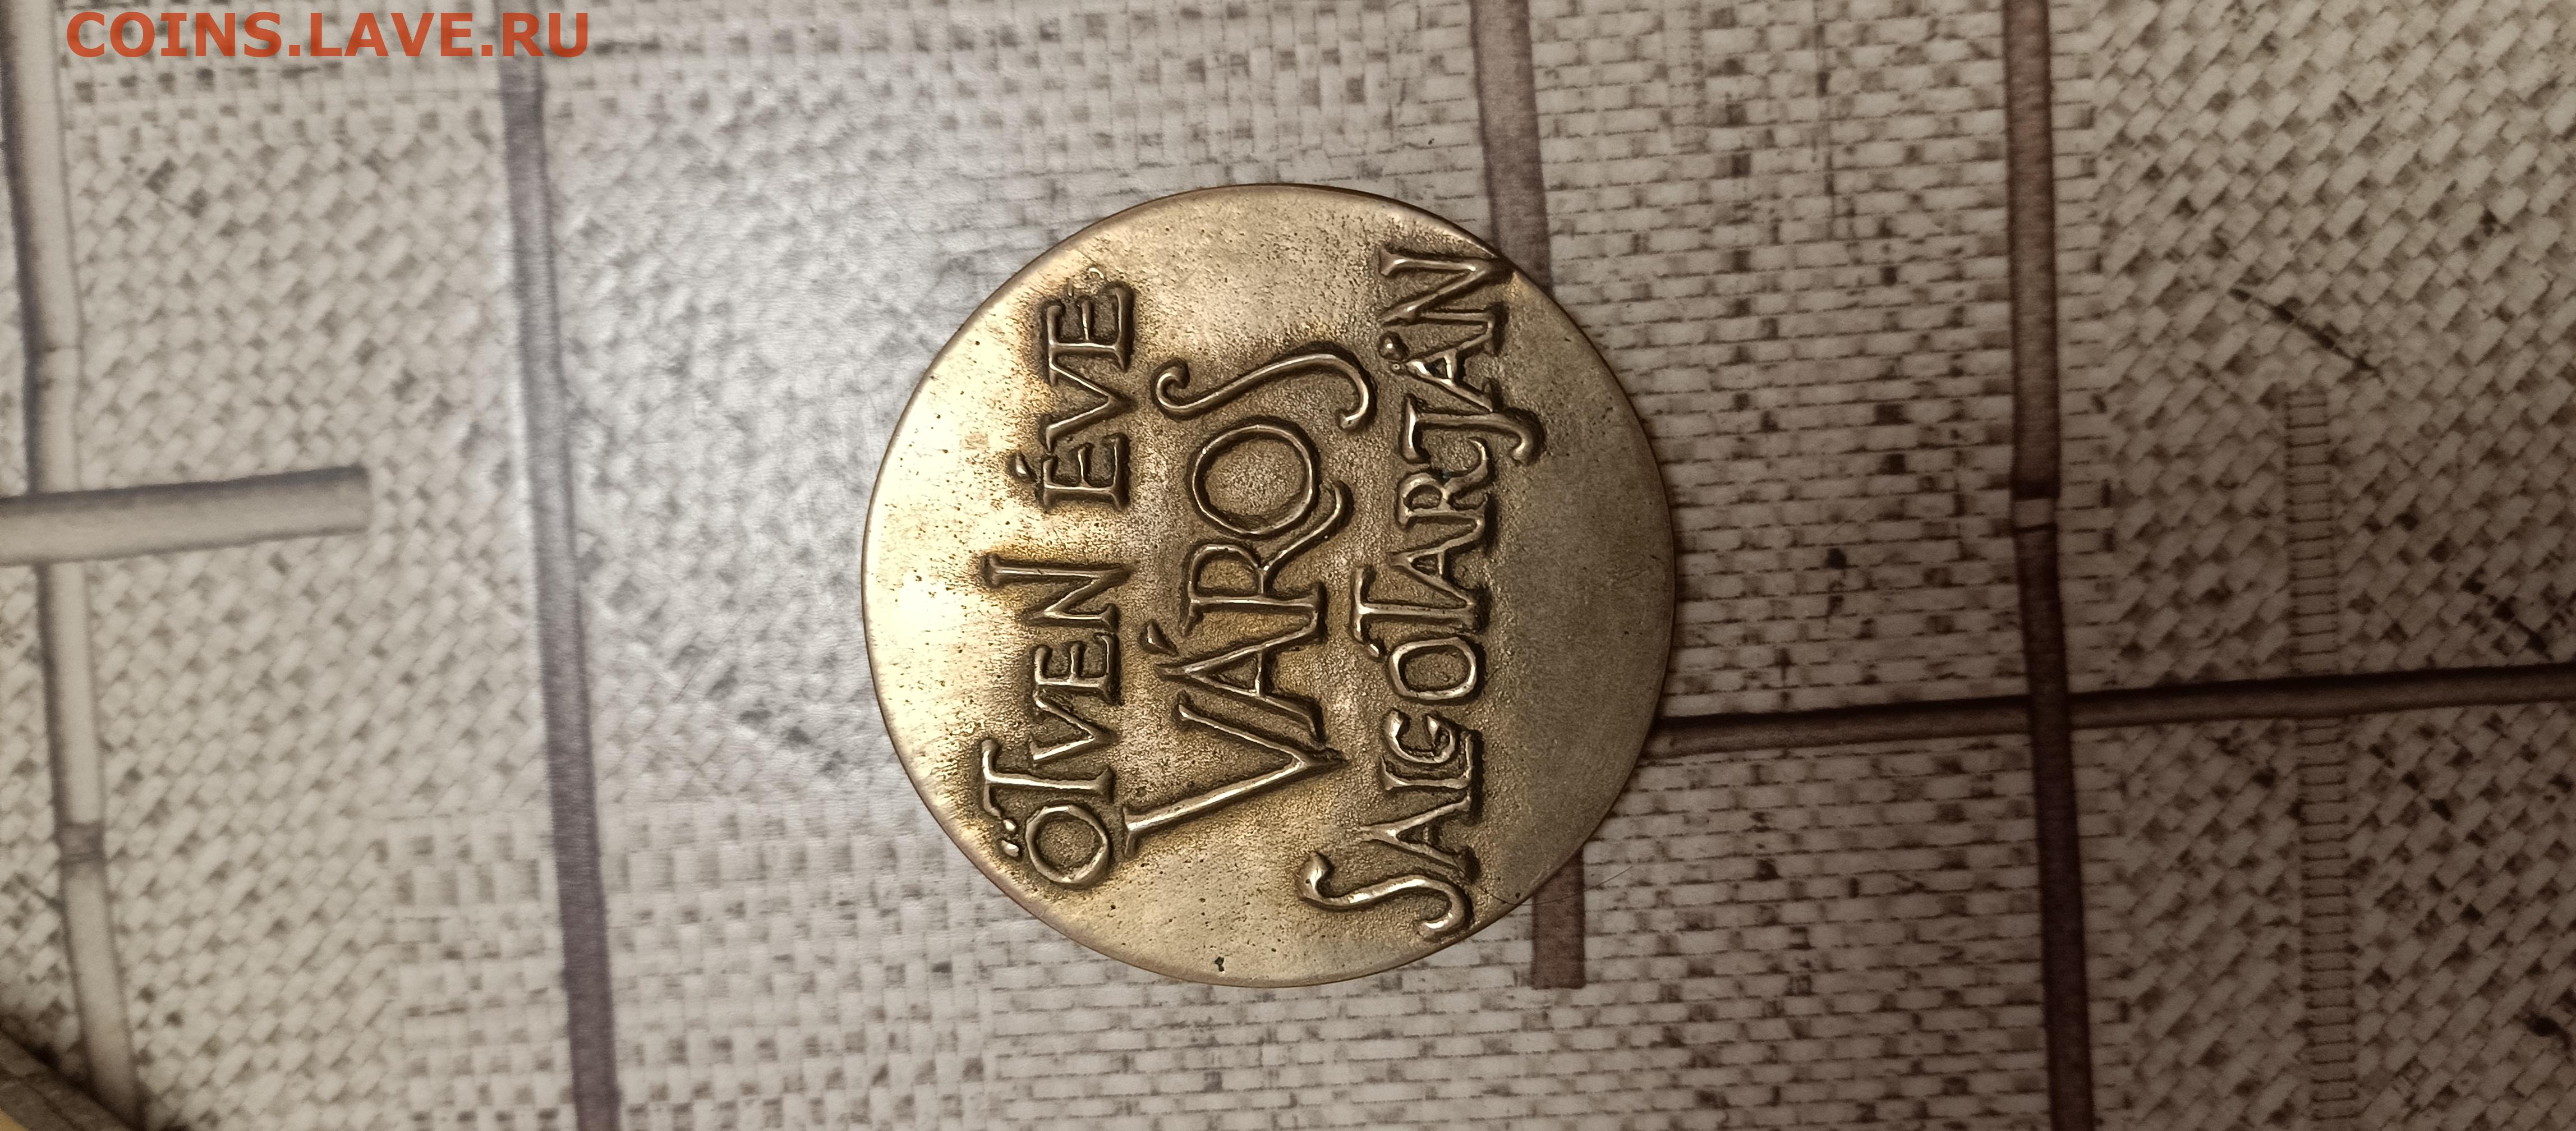 COINS.LAVE.RU
ÖTVEN ÉVE
VÁROS
SALGÓTARJÁN